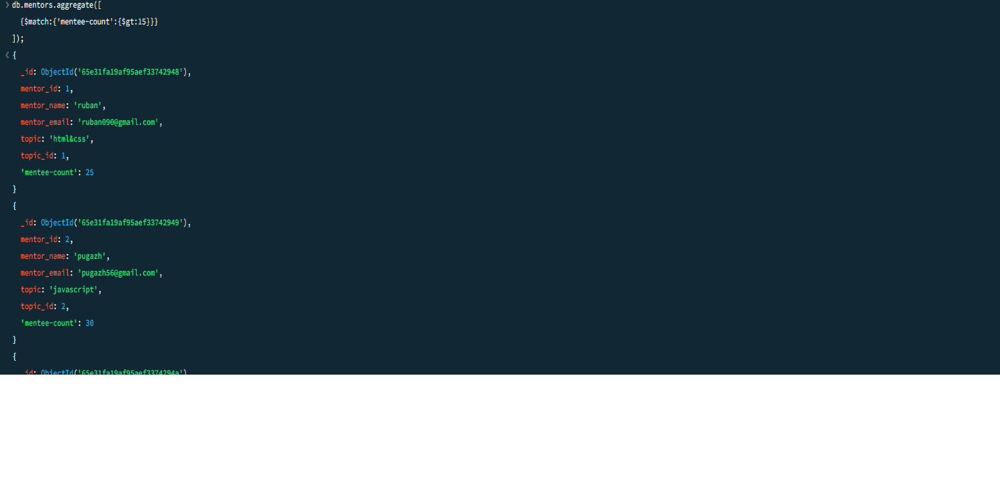 db.mentors.aggregate([
{$match:{'mentee-count':{$gt:15}}}
]);
{
_id: ObjectId('65e31fa19af95aef33742948'),
mentor_id: 1,
mentor_name: 'ruban',
mentor_email: 'ruban090@gmail.com',
topic: 'html&css',
topic_id: 1,
'mentee-count': 25
}
{
_id: ObjectId('65e31fa19af95aef33742949'),
mentor_id: 2,
mentor_name: 'pugazh',
mentor_email: 'pugazh56@gmail.com',
topic: 'javascript',
topic_id: 2,
'mentee-count': 30
}
{
_id: ObjectId('65e31fa19af95aef3374294a')